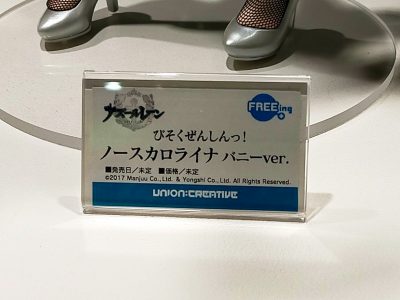 アズールレーン
FREEing
びそくぜんしんっ!
ノースカロライナ バニーver.
■発売日/未定 ■価格/未定
©2017 Manjuu Co.,Ltd. & Yongshi Co.,Ltd. All Rights Reserved.
UNION:CREATIVE